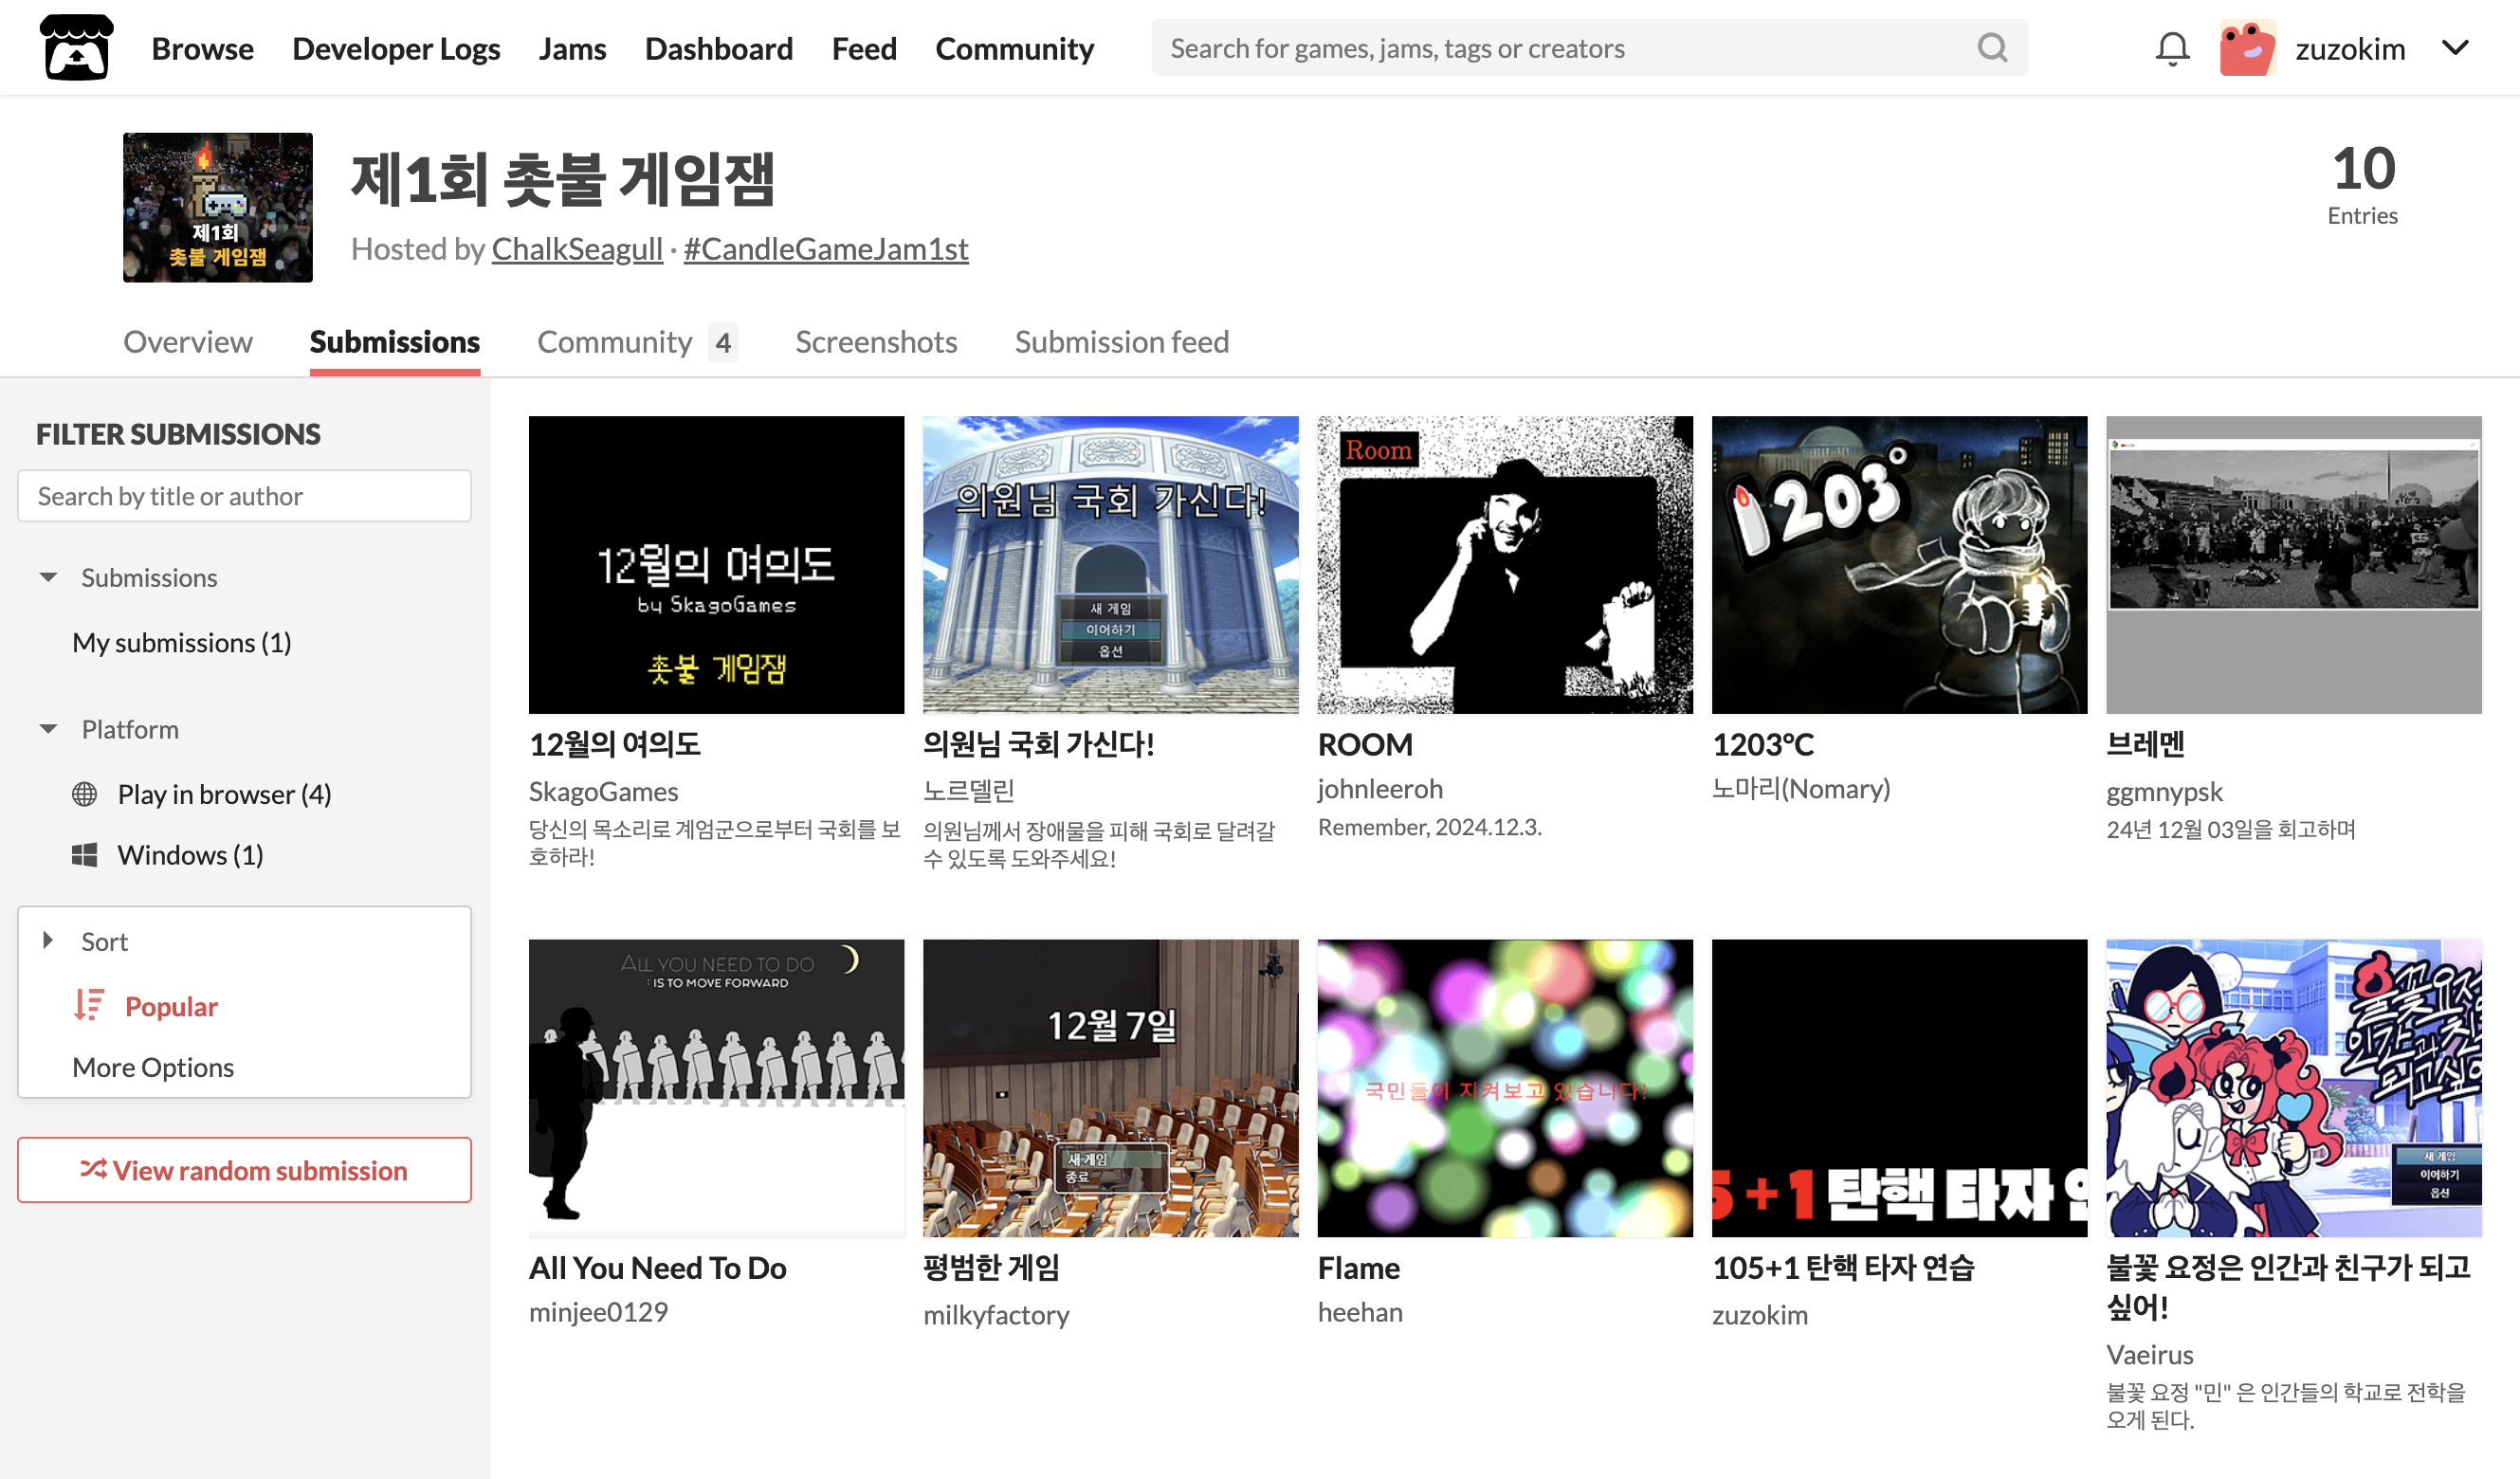 Browse Developer Logs Jams Dashboard Feed Community Search for games, jams, tags or creators zuzokim
제1회
촛불 게임잼
제1회 촛불 게임잼
Hosted by ChalkSeagull · #CandleGameJam1st
10
Entries
Overview Submissions Community 4 Screenshots Submission feed
FILTER SUBMISSIONS
Search by title or author
Submissions
My submissions (1)
Platform
Play in browser (4)
Windows (1)
Sort
Popular
More Options
View random submission
12월의 여의도
by SkagoGames
촛불 게임잼
12월의 여의도
SkagoGames
당신의 목소리로 계엄군으로부터 국회를 보
호하라!
의원님 국회 가신다!
새 게임
이어하기
옵션
의원님 국회 가신다!
노르델린
의원님께서 장애물을 피해 국회로 달려갈
수 있도록 도와주세요!
Room
ROOM
johnleeroh
Remember, 2024.12.3.
1203°
1203°C
노마리(Nomary)
브레멘
ggmnypsk
24년 12월 03일을 회고하며
ALL YOU NEED TO DO
: IS TO MOVE FORWARD
All You Need To Do
minjee0129
12월 7일
새 게임
종료
평범한 게임
milkyfactory
국민들이 지켜보고 있습니다!
Flame
heehan
5+1 탄핵 타자 연
105+1 탄핵 타자 연습
zuzokim
불꽃요정
인간과 친
되고싶어
새 게임
이어하기
옵션
불꽃 요정은 인간과 친구가 되고
싶어!
Vaeirus
불꽃 요정 "민" 은 인간들의 학교로 전학을
오게 된다.